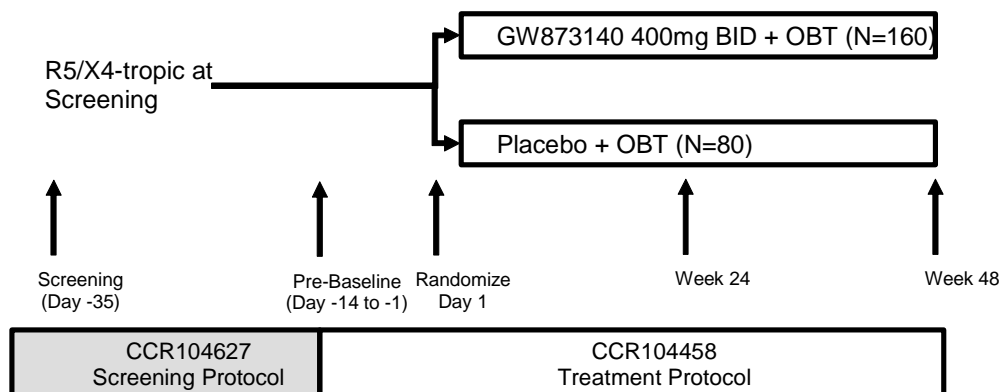 GW873140 400mg BID + OBT (N=160)
R5/X4-tropic at
Screening
Placebo + OBT (N=80)
Screening
(Day -35)
Pre-Baseline
(Day -14 to -1)
Randomize
Day 1
Week 24
Week 48
CCR104627
Screening Protocol
CCR104458
Treatment Protocol